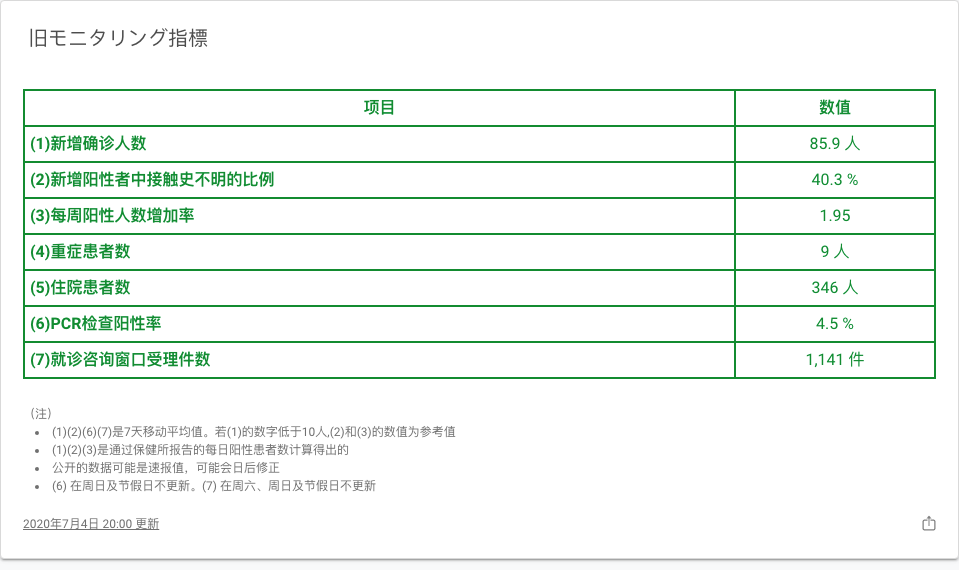 旧モニタリング指標
项目 数值
(1)新增确诊人数 85.9 人
(2)新增阳性者中接触史不明的比例 40.3 %
(3)每周阳性人数增加率 1.95
(4)重症患者数 9 人
(5)住院患者数 346 人
(6)PCR检查阳性率 4.5 %
(7)就诊咨询窗口受理件数 1,141 件
（注）
• (1)(2)(6)(7)是7天移动平均值。若(1)的数字低于10人,(2)和(3)的数值为参考值
• (1)(2)(3)是通过保健所报告的每日阳性患者数计算得出的
• 公开的数据可能是速报值，可能会日后修正
• (6) 在周日及节假日不更新。(7) 在周六、周日及节假日不更新
2020年7月4日 20:00 更新